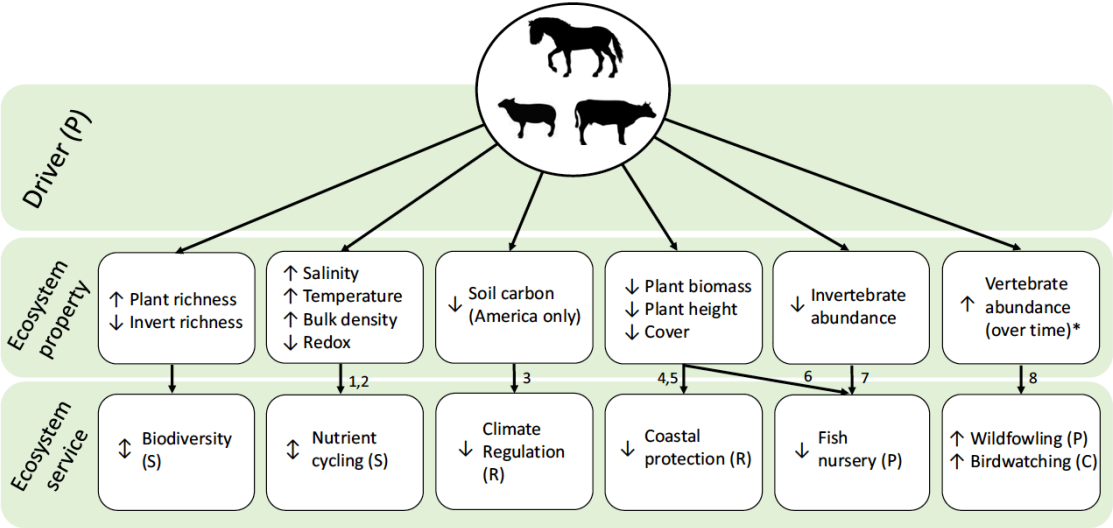 Driver (P)
Ecosystem
property
↑ Plant richness
↓ Invert richness
↑ Salinity
↑ Temperature
↑ Bulk density
↓ Redox
↓ Soil carbon
(America only)
↓ Plant biomass
↓ Plant height
↓ Cover
↓ Invertebrate
abundance
↑ Vertebrate
abundance
(over time)*
1,2
3
4,5
6
7
8
Ecosystem
service
↕ Biodiversity
(S)
↕ Nutrient
cycling (S)
↓ Climate
Regulation
(R)
↓ Coastal
protection (R)
↓ Fish
nursery (P)
↑ Wildfowling (P)
↑ Birdwatching (C)